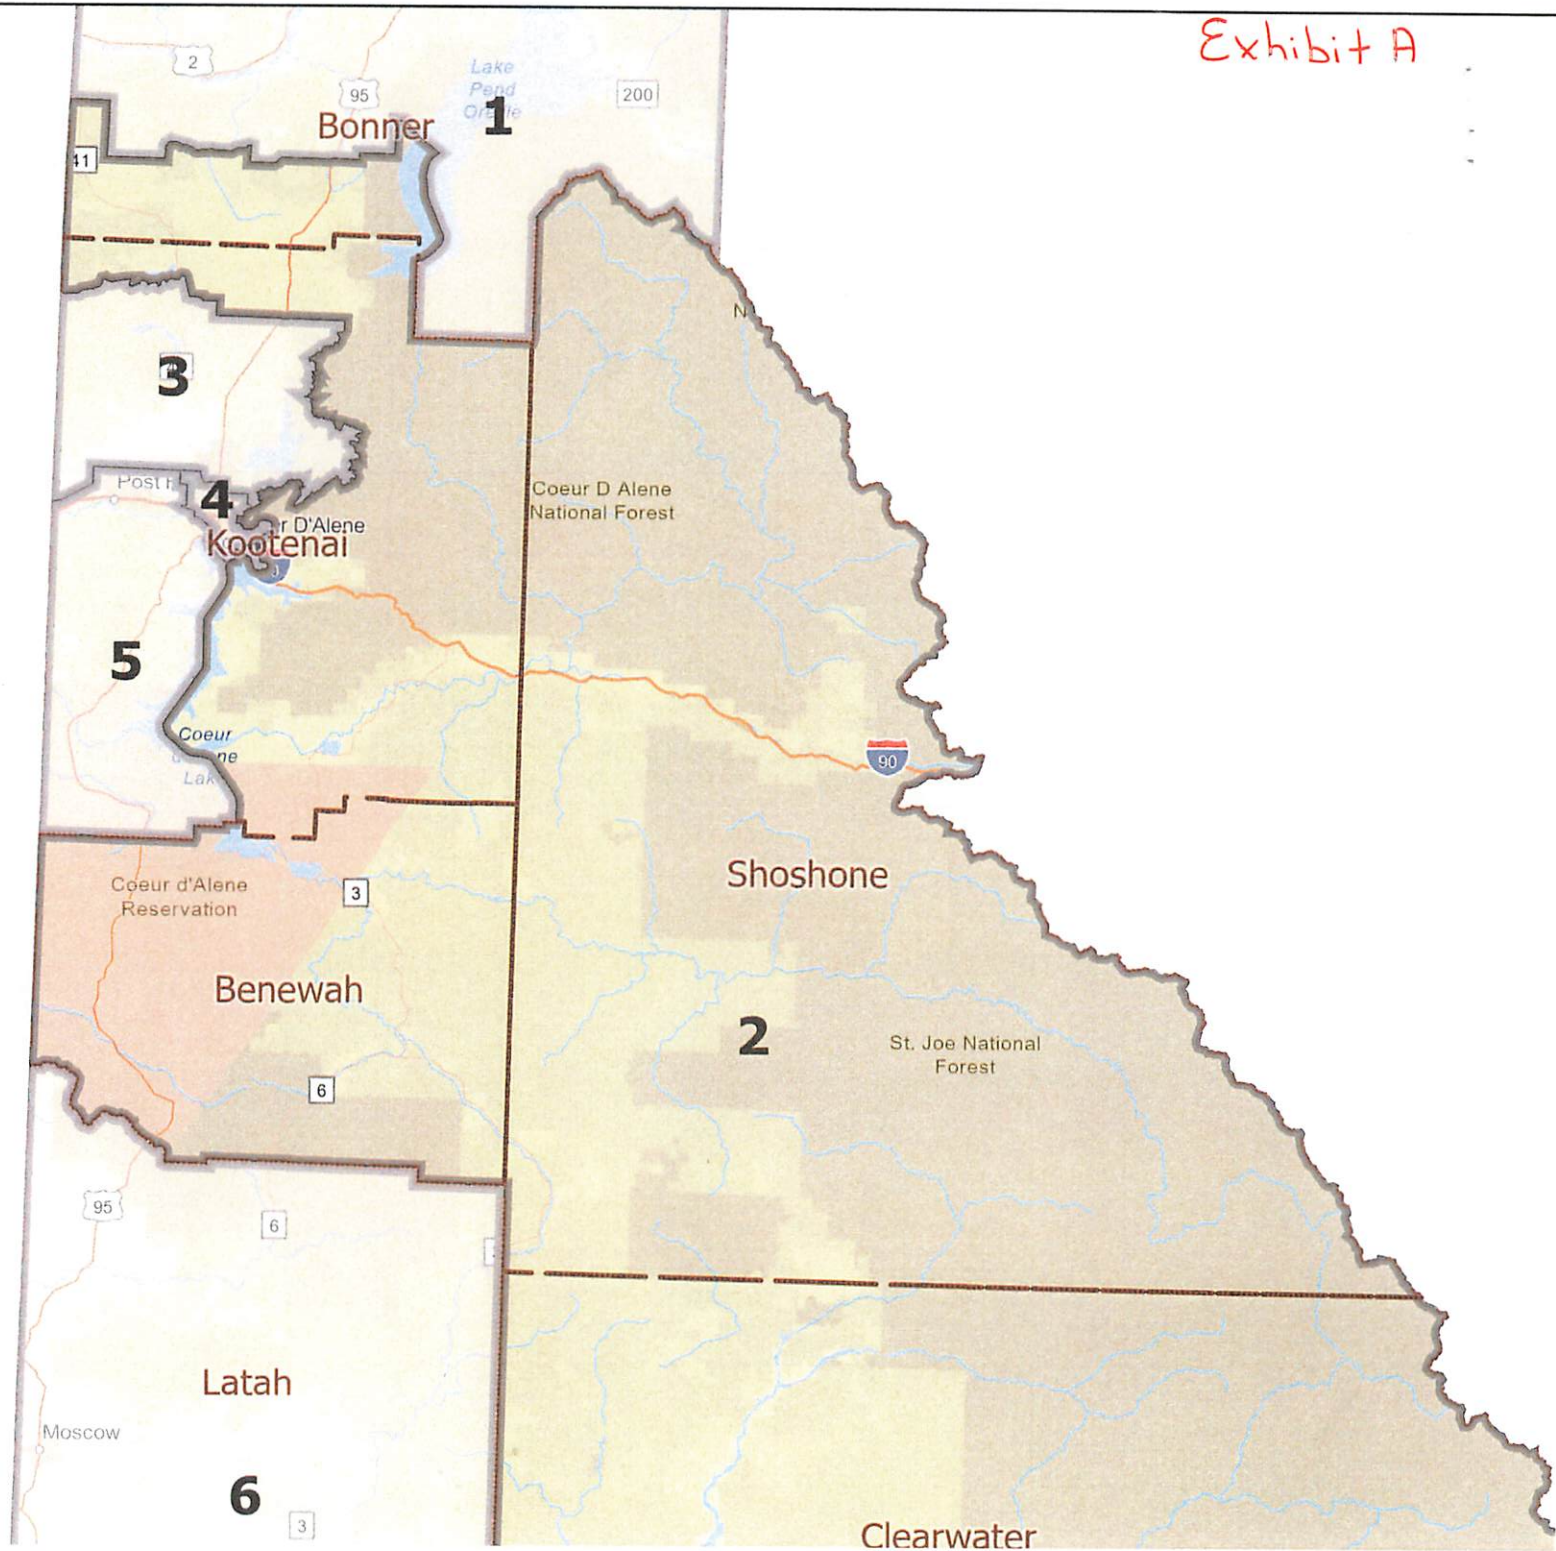 Exhibit A
2
95
Lake
Pend
200
1
Bonner
41
N
3
Post
4
D'Alene
Kootenai
Coeur D Alene
National Forest
5
Coeur
90
Coeur d'Alene
Reservation
3
Shoshone
Benewah
2
St. Joe National
Forest
6
95
6
Latah
Moscow
6
3
Clearwater